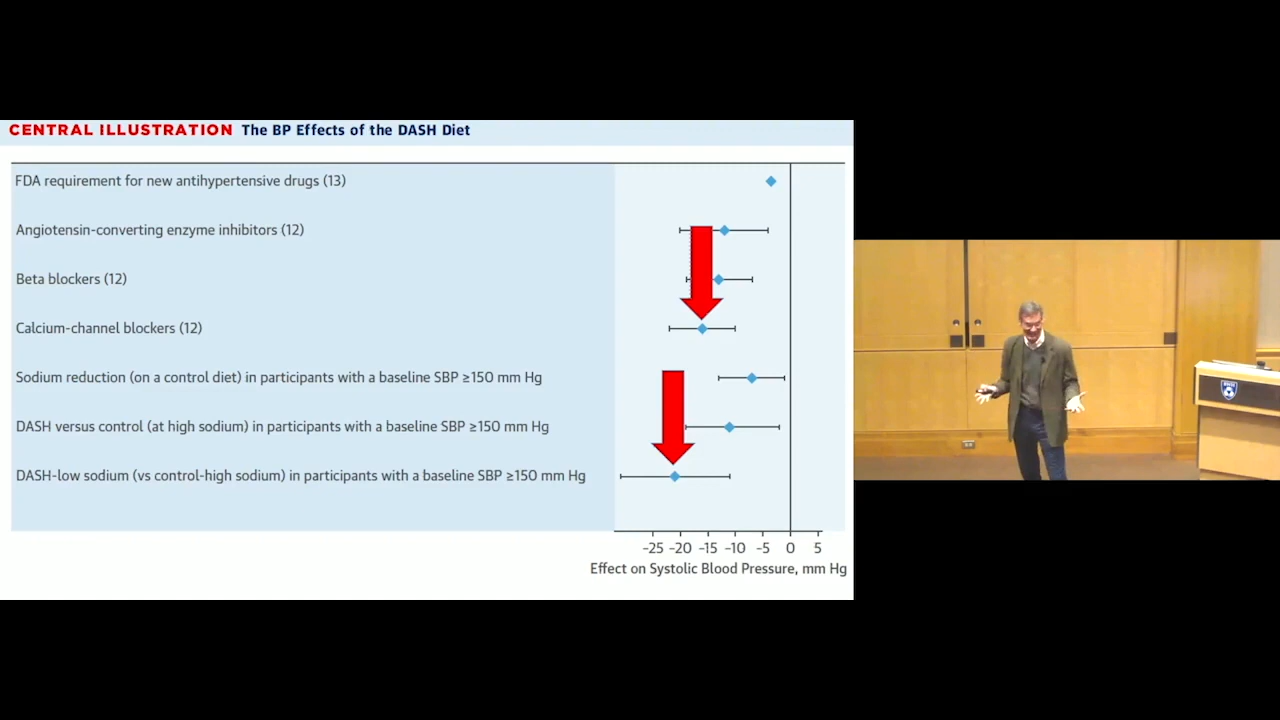 CENTRAL ILLUSTRATION The BP Effects of the DASH Diet
FDA requirement for new antihypertensive drugs (13)
Angiotensin-converting enzyme inhibitors (12)
Beta blockers (12)
Calcium-channel blockers (12)
Sodium reduction (on a control diet) in participants with a baseline SBP ≥150 mm Hg
DASH versus control (at high sodium) in participants with a baseline SBP ≥150 mm Hg
DASH-low sodium (vs control-high sodium) in participants with a baseline SBP ≥150 mm Hg
-25 -20 -15 -10 -5 0 5
Effect on Systolic Blood Pressure, mm Hg